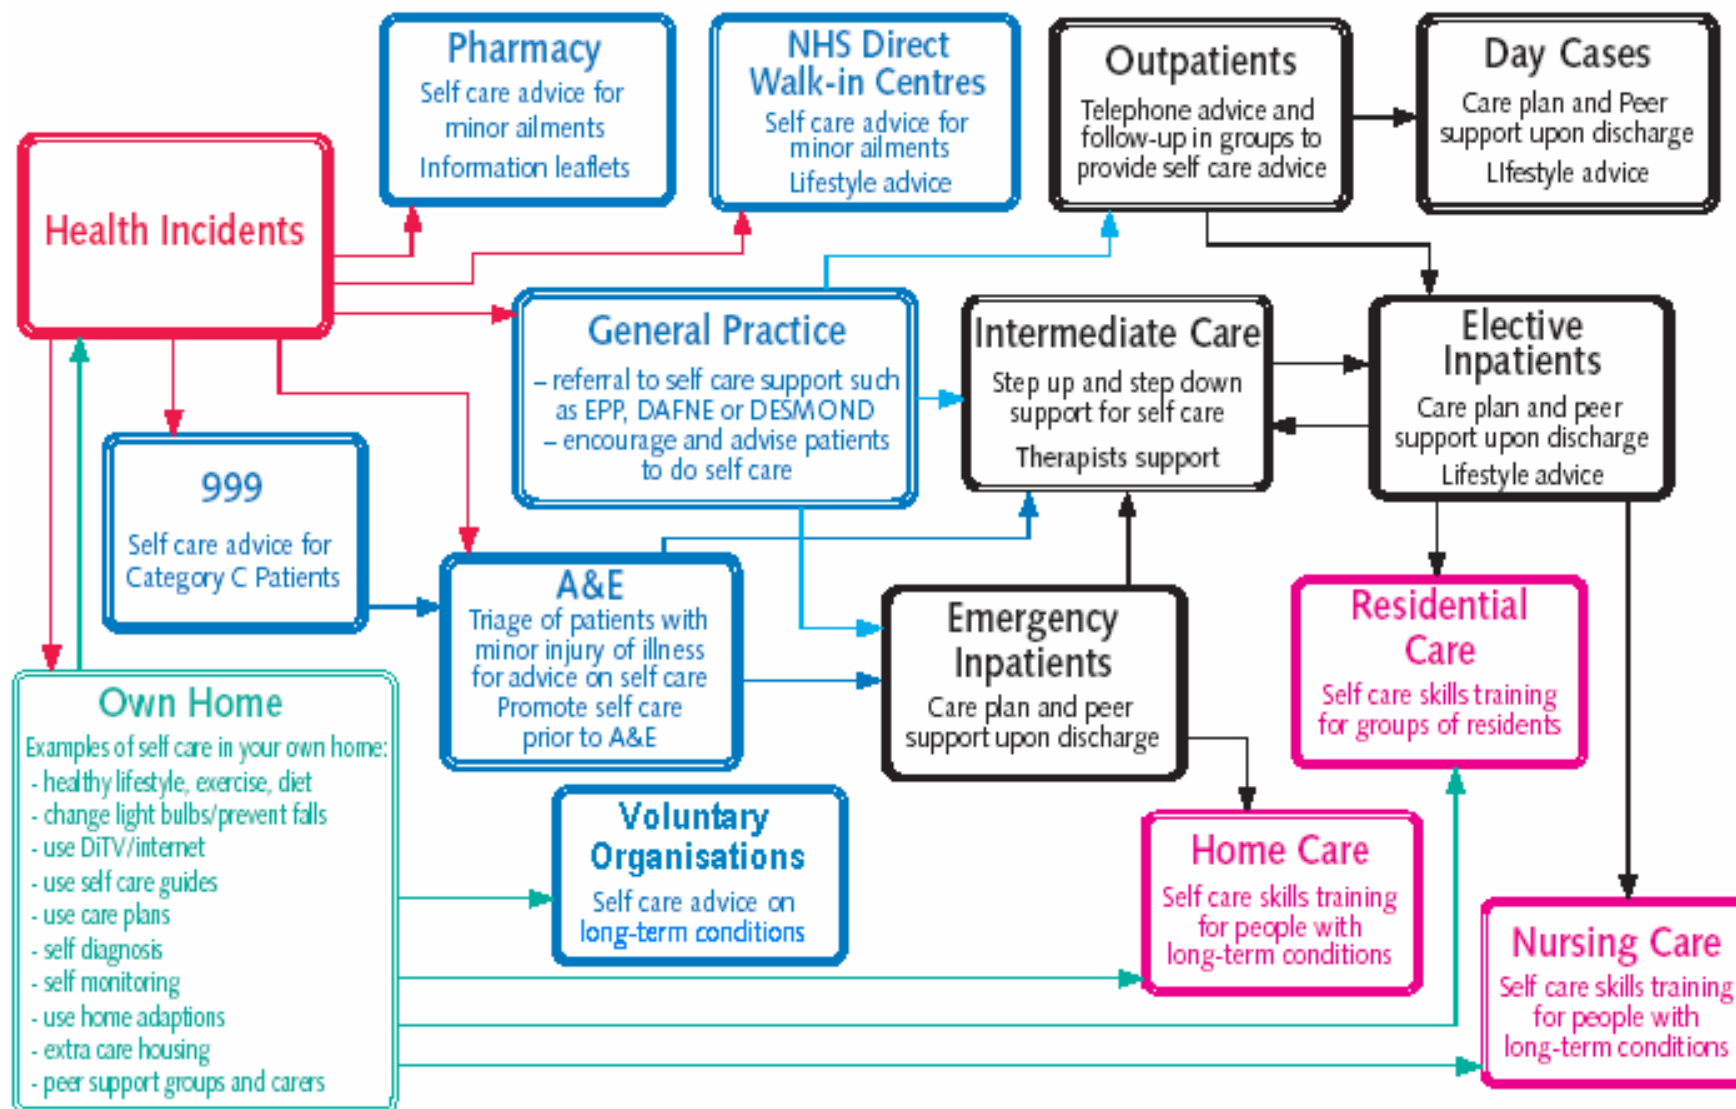 Pharmacy
Self care advice for
minor ailments
Information leaflets
NHS Direct
Walk-in Centres
Self care advice for
minor ailments
Lifestyle advice
Outpatients
Telephone advice and
follow-up in groups to
provide self care advice
Day Cases
Care plan and Peer
support upon discharge
LIfestyle advice
Health Incidents
General Practice
– referral to self care support such
as EPP, DAFNE or DESMOND
– encourage and advise patients
to do self care
Intermediate Care
Step up and step down
support for self care
Therapists support
Elective
Inpatients
Care plan and peer
support upon discharge
Lifestyle advice
999
Self care advice for
Category C Patients
A&E
Triage of patients with
minor injury of illness
for advice on self care
Promote self care
prior to A&E
Emergency
Inpatients
Care plan and peer
support upon discharge
Residential
Care
Self care skills training
for groups of residents
Own Home
Examples of self care in your own home:
- healthy lifestyle, exercise, diet
- change light bulbs/prevent falls
- use DiTV/internet
- use self care guides
- use care plans
- self diagnosis
- self monitoring
- use home adaptions
- extra care housing
- peer support groups and carers
Voluntary
Organisations
Self care advice on
long-term conditions
Home Care
Self care skills training
for people with
long-term conditions
Nursing Care
Self care skills training
for people with
long-term conditions